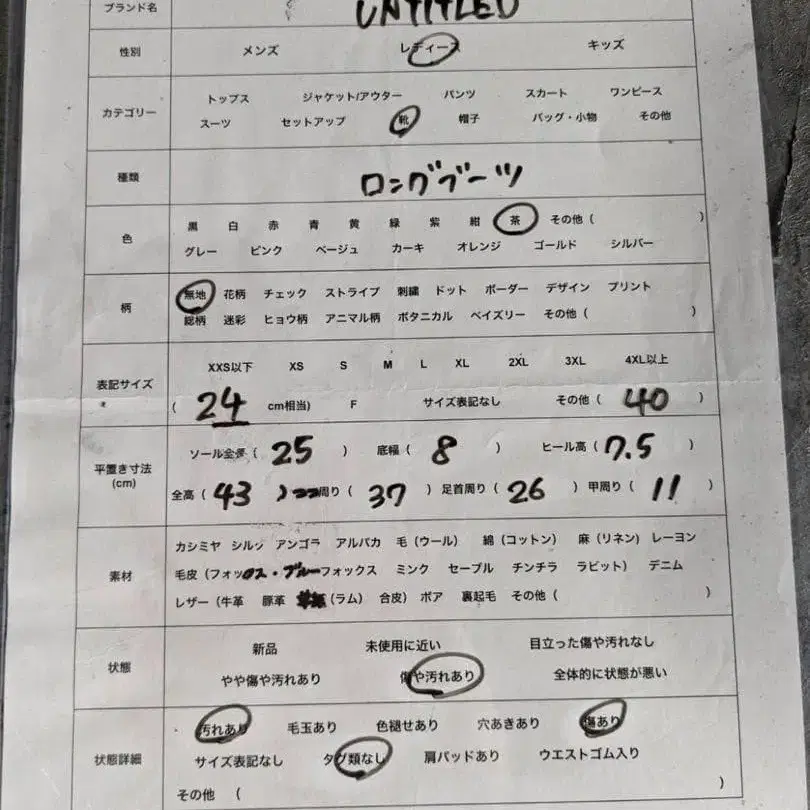 ブランド名 UNTITLED
性別 メンズ レディース キッズ
カテゴリー トップス ジャケット/アウター パンツ スカート ワンピース
スーツ セットアップ 靴 帽子 バッグ・小物 その他
種類 ロングブーツ
色 黒 白 赤 青 黄 緑 紫 紺 茶 その他 ( )
グレー ピンク ベージュ カーキ オレンジ ゴールド シルバー
柄 無地 花柄 チェック ストライプ 刺繍 ドット ボーダー デザイン プリント
総柄 迷彩 ヒョウ柄 アニマル柄 ボタニカル ペイズリー その他 ( )
表記サイズ XXS以下 XS S M L XL 2XL 3XL 4XL以上
( 24 cm相当) F サイズ表記なし その他 ( 40 )
平置き寸法 (cm) ソール全長 ( 25 ) 底幅 ( 8 ) ヒール高 ( 7.5 )
全高 ( 43 ) 周り ( 37 ) 足首周り ( 26 ) 甲周り ( 11 )
素材 カシミヤ シルク アンゴラ アルパカ 毛 (ウール) 綿 (コットン) 麻 (リネン) レーヨン
毛皮 (フォックス・ブルーフォックス ミンク セーブル チンチラ ラビット) デニム
レザー (牛革 豚革 (ラム) 合皮) ボア 裏起毛 その他 ( )
状態 新品 未使用に近い 目立った傷や汚れなし
やや傷や汚れあり 傷や汚れあり 全体的に状態が悪い
状態詳細 汚れあり 毛玉あり 色褪せあり 穴あきあり 傷あり
サイズ表記なし タグ類なし 肩パッドあり ウエストゴム入り
その他 ( )